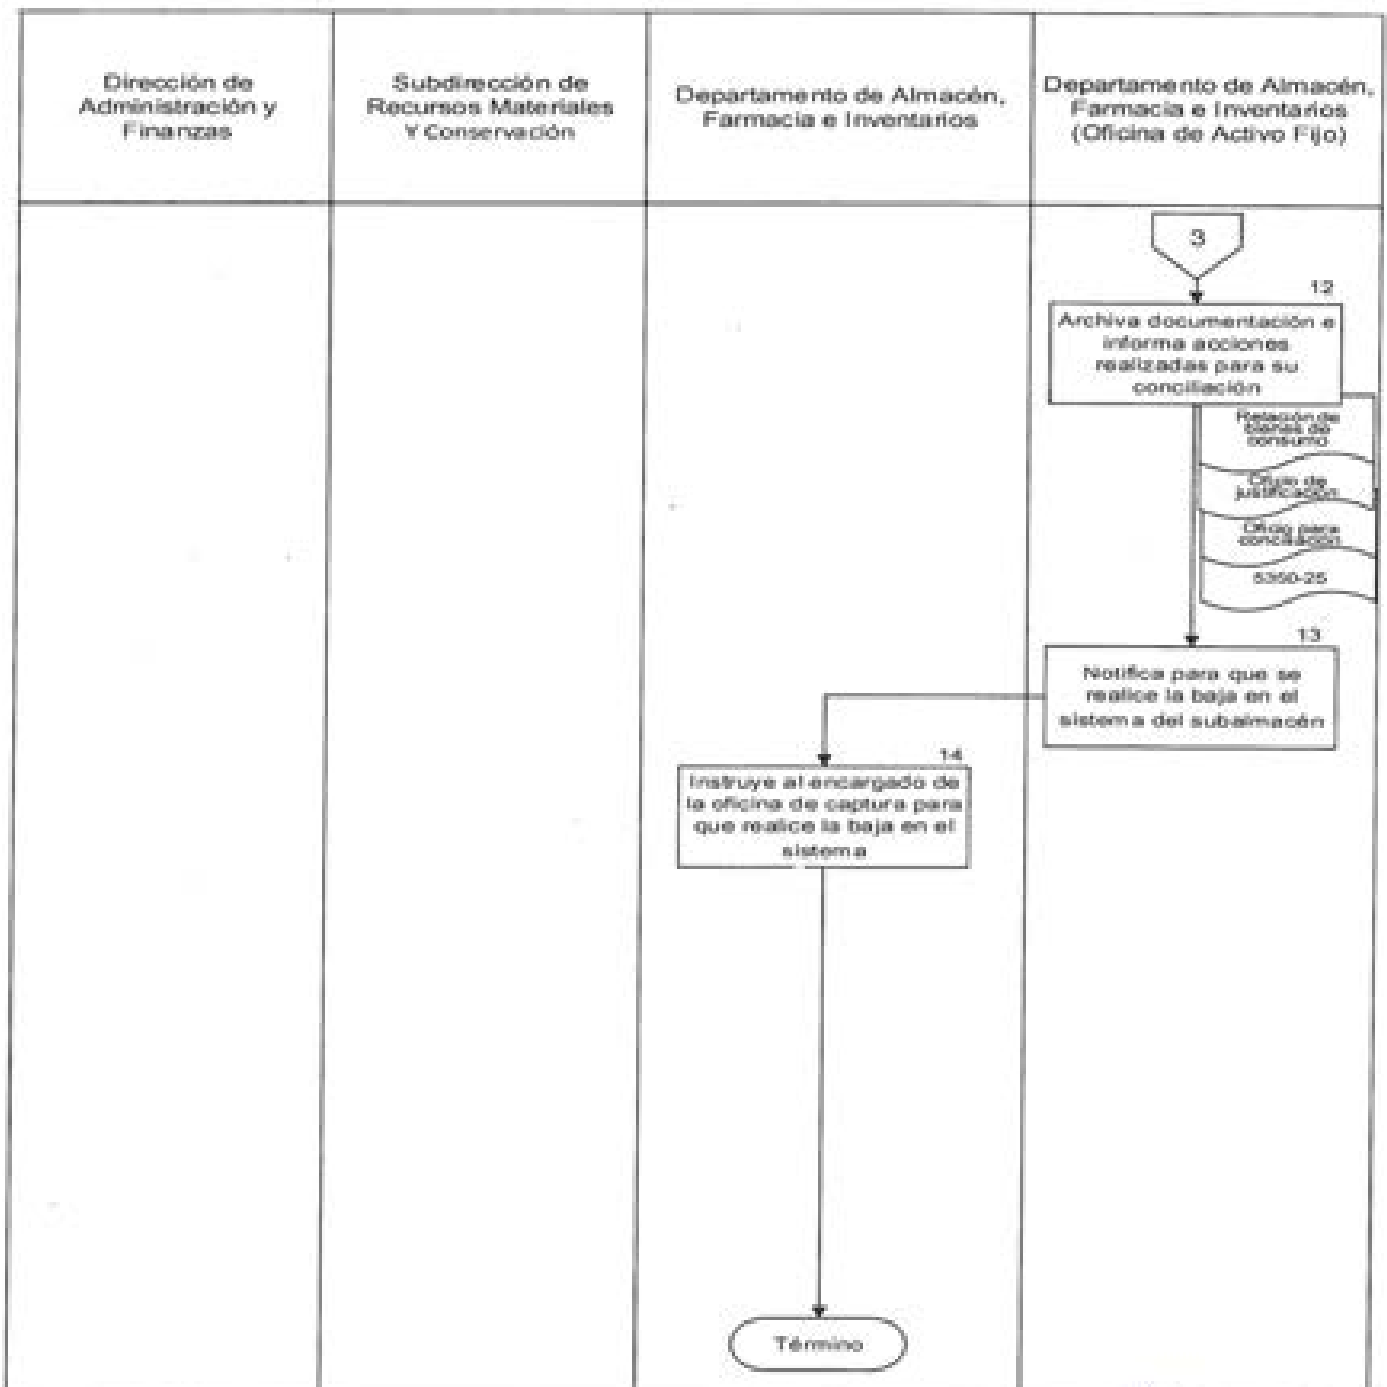 Dirección de
Administración y
Finanzas
Subdirección de
Recursos Materiales
Y Conservación
Departamento de Almacén,
Farmacia e Inventarios
Departamento de Almacén,
Farmacia e Inventarios
(Oficina de Activo Fijo)
3
12
Archiva documentación e
informa acciones
realizadas para su
conciliación
Relación de
bienes de
consumo
Oficio de
justificación
Oficio para
conciliación
5350-25
13
Notifica para que se
realice la baja en el
sistema del subalmacén
14
Instruye al encargado de
la oficina de captura para
que realice la baja en el
sistema
Término